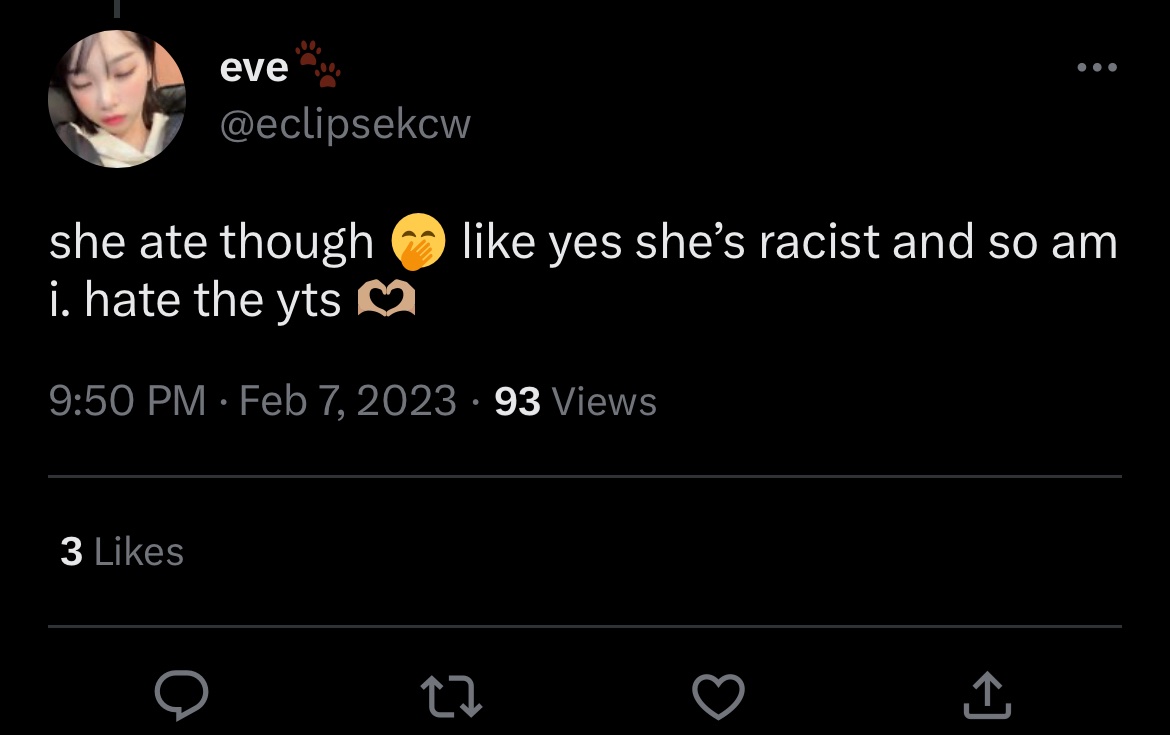 eve🐾
@eclipsekcw
she ate though 🤭 like yes she’s racist and so am
i. hate the yts 🫶🏼
9:50 PM · Feb 7, 2023 · 93 Views
3 Likes